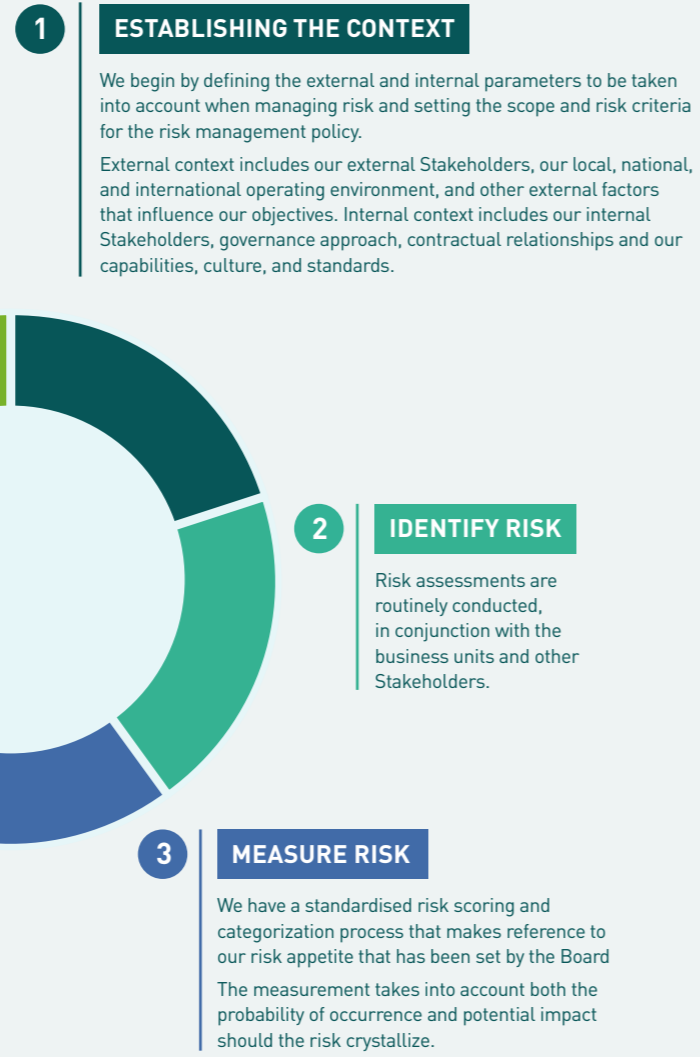 1
ESTABLISHING THE CONTEXT
We begin by defining the external and internal parameters to be taken
into account when managing risk and setting the scope and risk criteria
for the risk management policy.
External context includes our external Stakeholders, our local, national,
and international operating environment, and other external factors
that influence our objectives. Internal context includes our internal
Stakeholders, governance approach, contractual relationships and our
capabilities, culture, and standards.
2
IDENTIFY RISK
Risk assessments are
routinely conducted,
in conjunction with the
business units and other
Stakeholders.
3
MEASURE RISK
We have a standardised risk scoring and
categorization process that makes reference to
our risk appetite that has been set by the Board
The measurement takes into account both the
probability of occurrence and potential impact
should the risk crystallize.